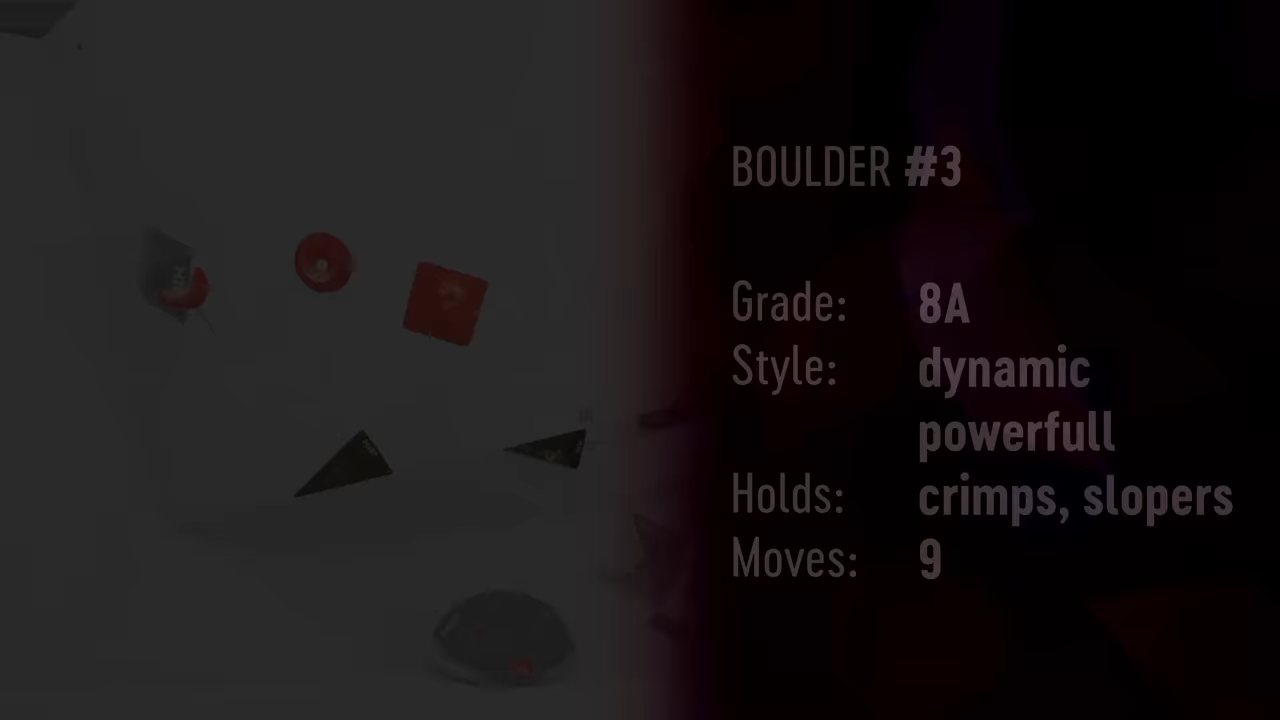 BOULDER #3
Grade: 8A
Style: dynamic
powerfull
Holds: crimps, slopers
Moves: 9